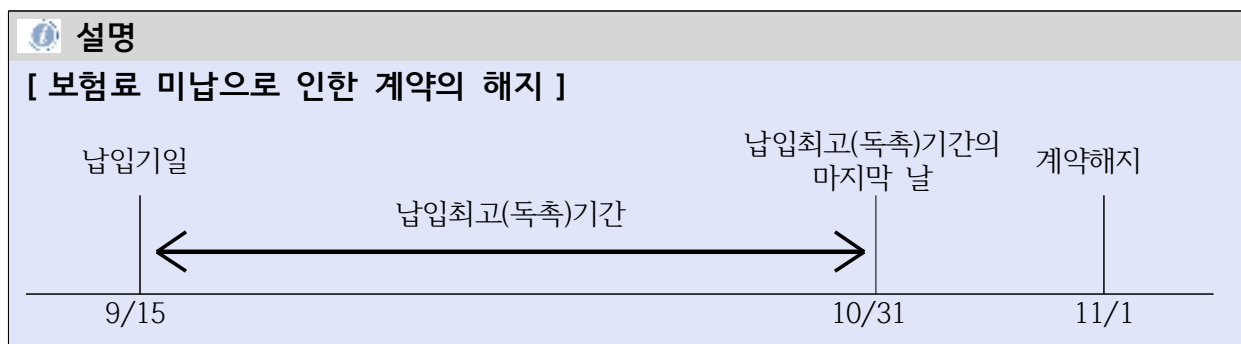 설명
[ 보험료 미납으로 인한 계약의 해지 ]
납입기일
납입최고(독촉)기간의
마지막 날
계약해지
납입최고(독촉)기간
9/15
10/31
11/1